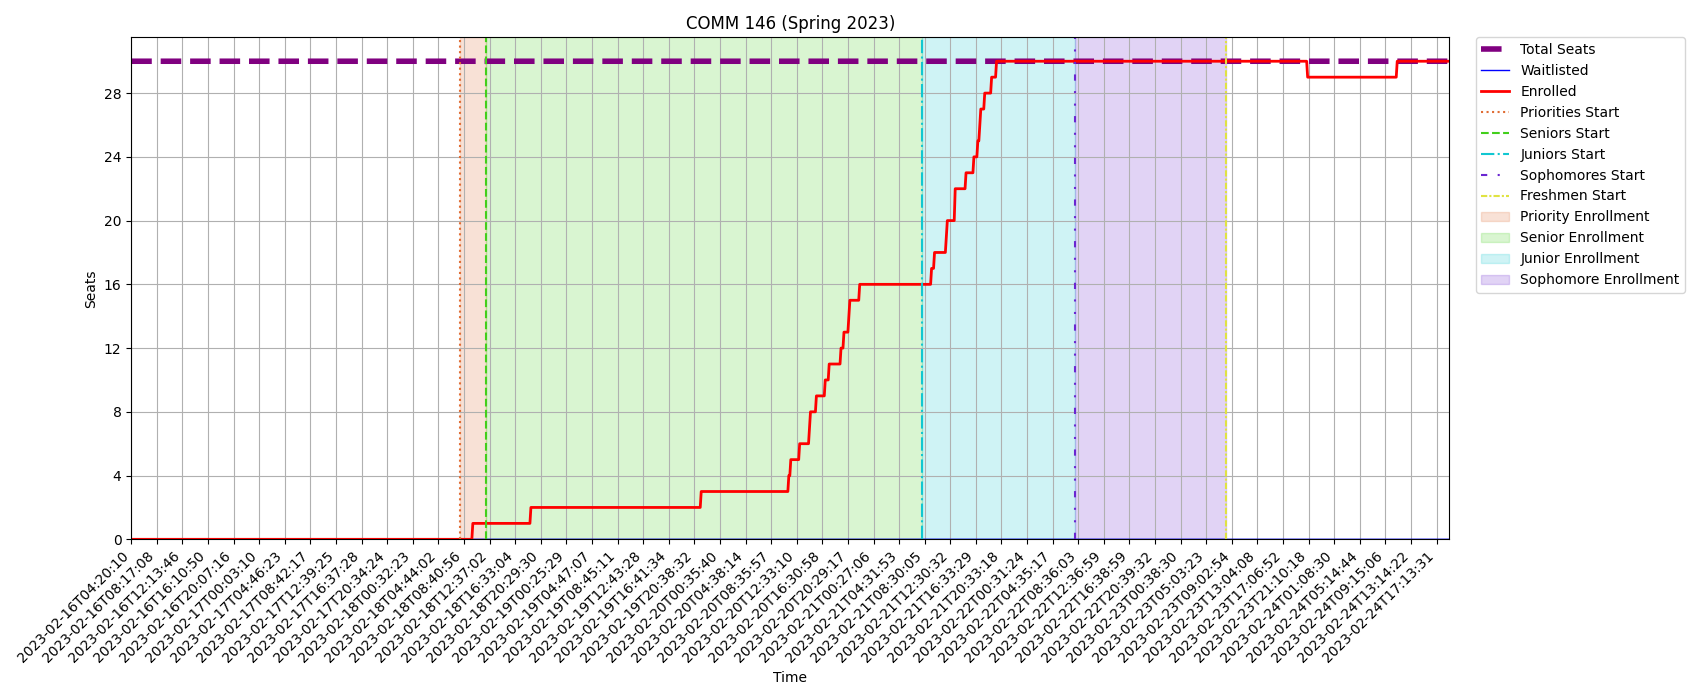 COMM 146 (Spring 2023)
Total Seats
Waitlisted
Enrolled
Priorities Start
Seniors Start
Juniors Start
Sophomores Start
Freshmen Start
Priority Enrollment
Senior Enrollment
Junior Enrollment
Sophomore Enrollment
Seats
28
24
20
16
12
8
4
0
2023-02-16T04:20:10
2023-02-16T08:17:08
2023-02-16T12:13:46
2023-02-16T16:10:50
2023-02-16T20:07:16
2023-02-17T00:03:10
2023-02-17T04:46:23
2023-02-17T08:42:17
2023-02-17T12:39:25
2023-02-17T16:37:28
2023-02-17T20:34:24
2023-02-18T00:32:23
2023-02-18T04:44:02
2023-02-18T08:40:56
2023-02-18T12:37:02
2023-02-18T16:33:04
2023-02-18T20:29:30
2023-02-19T00:25:29
2023-02-19T04:47:07
2023-02-19T08:45:11
2023-02-19T12:43:28
2023-02-19T16:41:34
2023-02-19T20:38:32
2023-02-20T00:35:40
2023-02-20T04:38:14
2023-02-20T08:35:57
2023-02-20T12:33:10
2023-02-20T16:30:58
2023-02-20T20:29:17
2023-02-21T00:27:06
2023-02-21T04:31:53
2023-02-21T08:30:05
2023-02-21T12:30:32
2023-02-21T16:33:29
2023-02-21T20:33:18
2023-02-22T00:31:24
2023-02-22T04:35:17
2023-02-22T08:36:03
2023-02-22T12:36:59
2023-02-22T16:38:59
2023-02-22T20:39:32
2023-02-23T00:38:30
2023-02-23T05:03:23
2023-02-23T09:02:54
2023-02-23T13:04:08
2023-02-23T17:06:52
2023-02-23T21:10:18
2023-02-24T01:08:30
2023-02-24T05:14:44
2023-02-24T09:15:06
2023-02-24T13:14:22
2023-02-24T17:13:31
Time